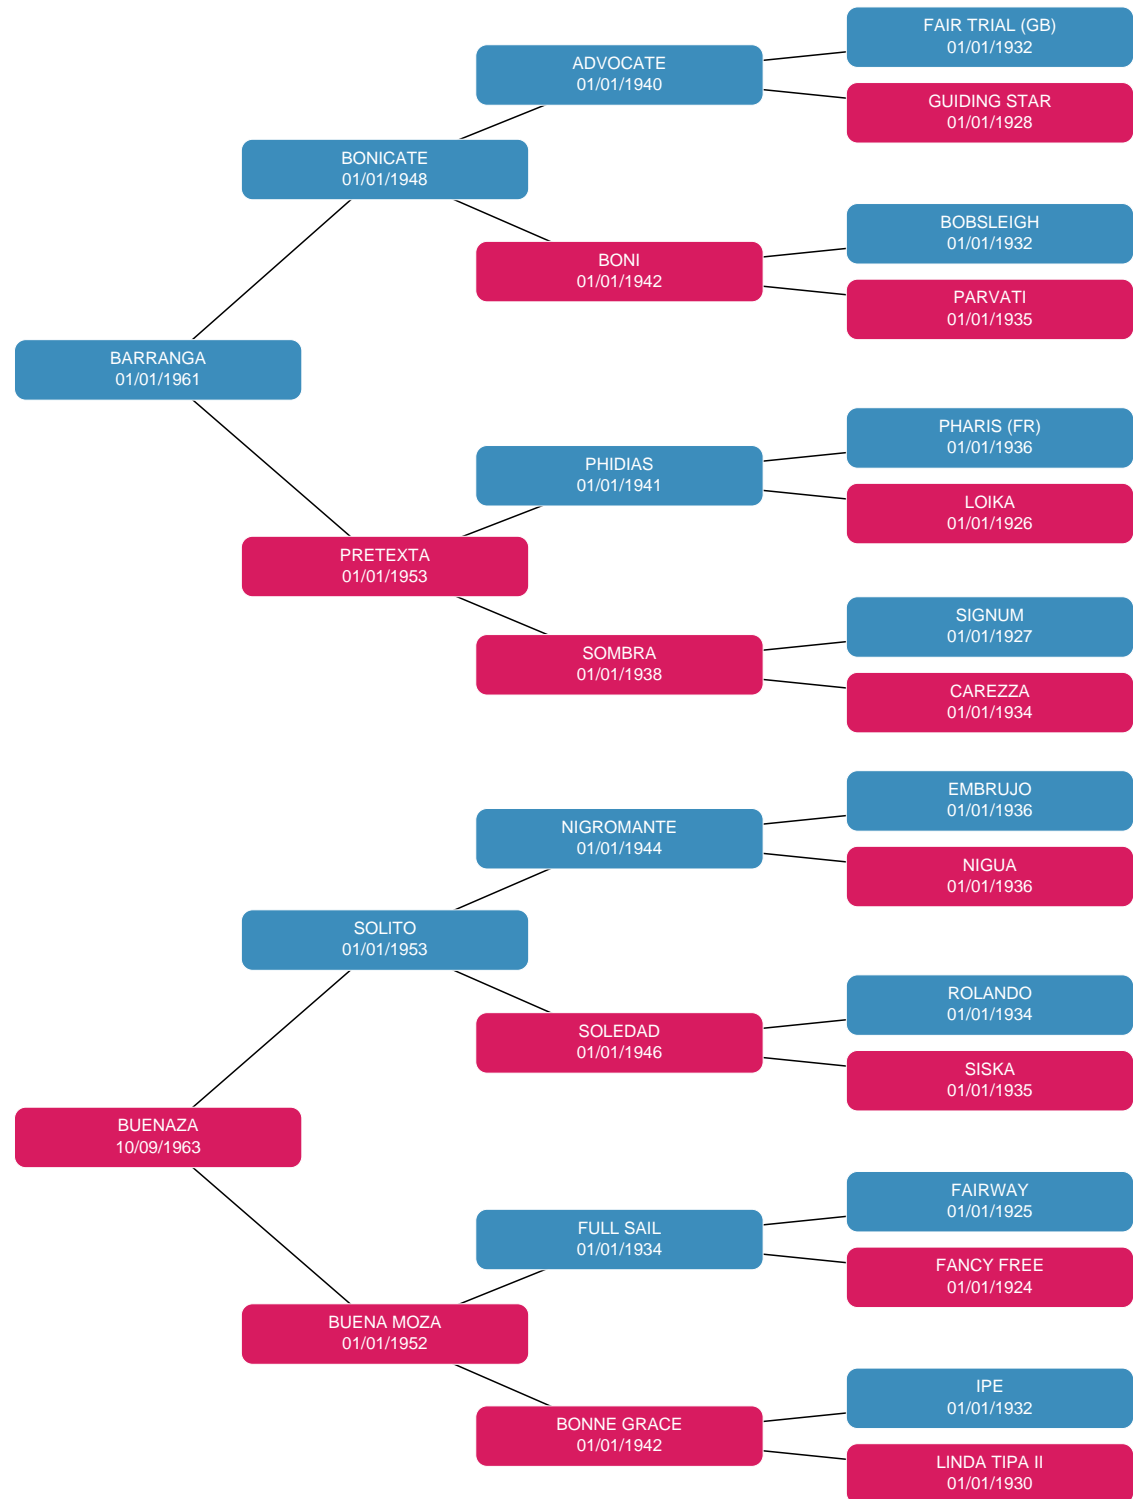 FAIR TRIAL (GB)
01/01/1932
ADVOCATE
01/01/1940
GUIDING STAR
01/01/1928
BONICATE
01/01/1948
BOBSLEIGH
01/01/1932
BONI
01/01/1942
PARVATI
01/01/1935
BARRANGA
01/01/1961
PHARIS (FR)
01/01/1936
PHIDIAS
01/01/1941
LOIKA
01/01/1926
PRETEXTA
01/01/1953
SIGNUM
01/01/1927
SOMBRA
01/01/1938
CAREZZA
01/01/1934
EMBRUJO
01/01/1936
NIGROMANTE
01/01/1944
NIGUA
01/01/1936
SOLITO
01/01/1953
ROLANDO
01/01/1934
SOLEDAD
01/01/1946
SISKA
01/01/1935
BUENAZA
10/09/1963
FAIRWAY
01/01/1925
FULL SAIL
01/01/1934
FANCY FREE
01/01/1924
BUENA MOZA
01/01/1952
IPE
01/01/1932
BONNE GRACE
01/01/1942
LINDA TIPA II
01/01/1930